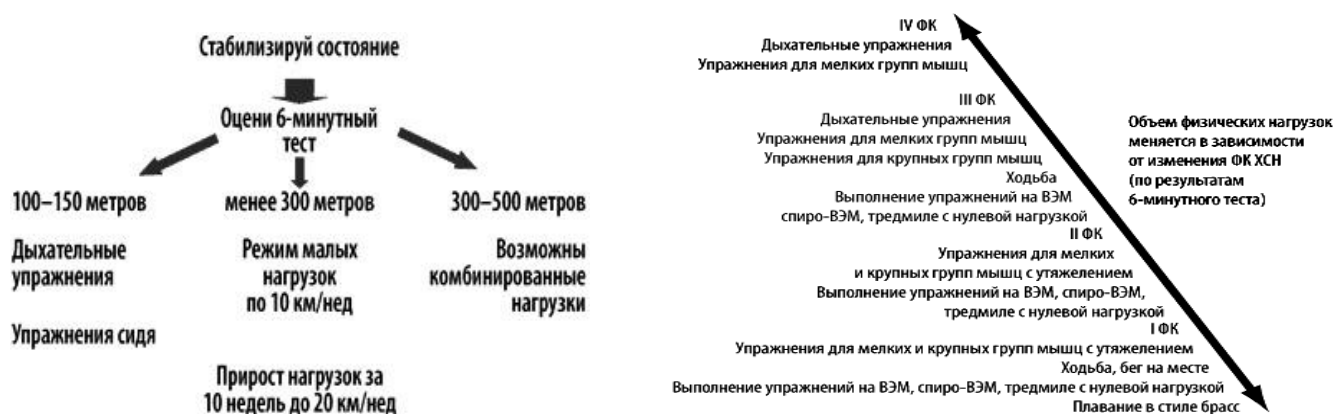 Стабилизируй состояние
Оцени 6-минутный
тест
100–150 метров
Дыхательные
упражнения
Упражнения сидя
менее 300 метров
Режим малых
нагрузок
по 10 км/нед
Прирост нагрузок за
10 недель до 20 км/нед
300–500 метров
Возможны
комбинированные
нагрузки
IV ФК
Дыхательные упражнения
Упражнения для мелких групп мышц
III ФК
Дыхательные упражнения
Упражнения для мелких групп мышц
Упражнения для крупных групп мышц
Ходьба
Выполнение упражнений на ВЭМ
спиро-ВЭМ, тредмиле с нулевой нагрузкой
II ФК
Упражнения для мелких
и крупных групп мышц с утяжелением
Выполнение упражнений на ВЭМ, спиро-ВЭМ,
тредмиле с нулевой нагрузкой
I ФК
Упражнения для мелких и крупных групп мышц с утяжелением
Ходьба, бег на месте
Выполнение упражнений на ВЭМ, спиро-ВЭМ, тредмиле с нулевой нагрузкой
Плавание в стиле брасс
Объем физических нагрузок
меняется в зависимости
от изменения ФК ХСН
(по результатам
6-минутного теста)